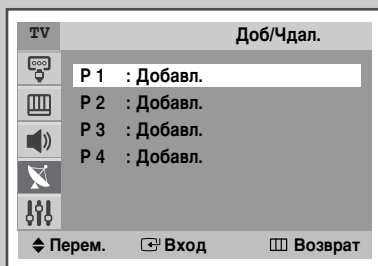 TV Доб/Чдал.
P 1 : Добавл.
P 2 : Добавл.
P 3 : Добавл.
P 4 : Добавл.
Перем. Вход Возврат